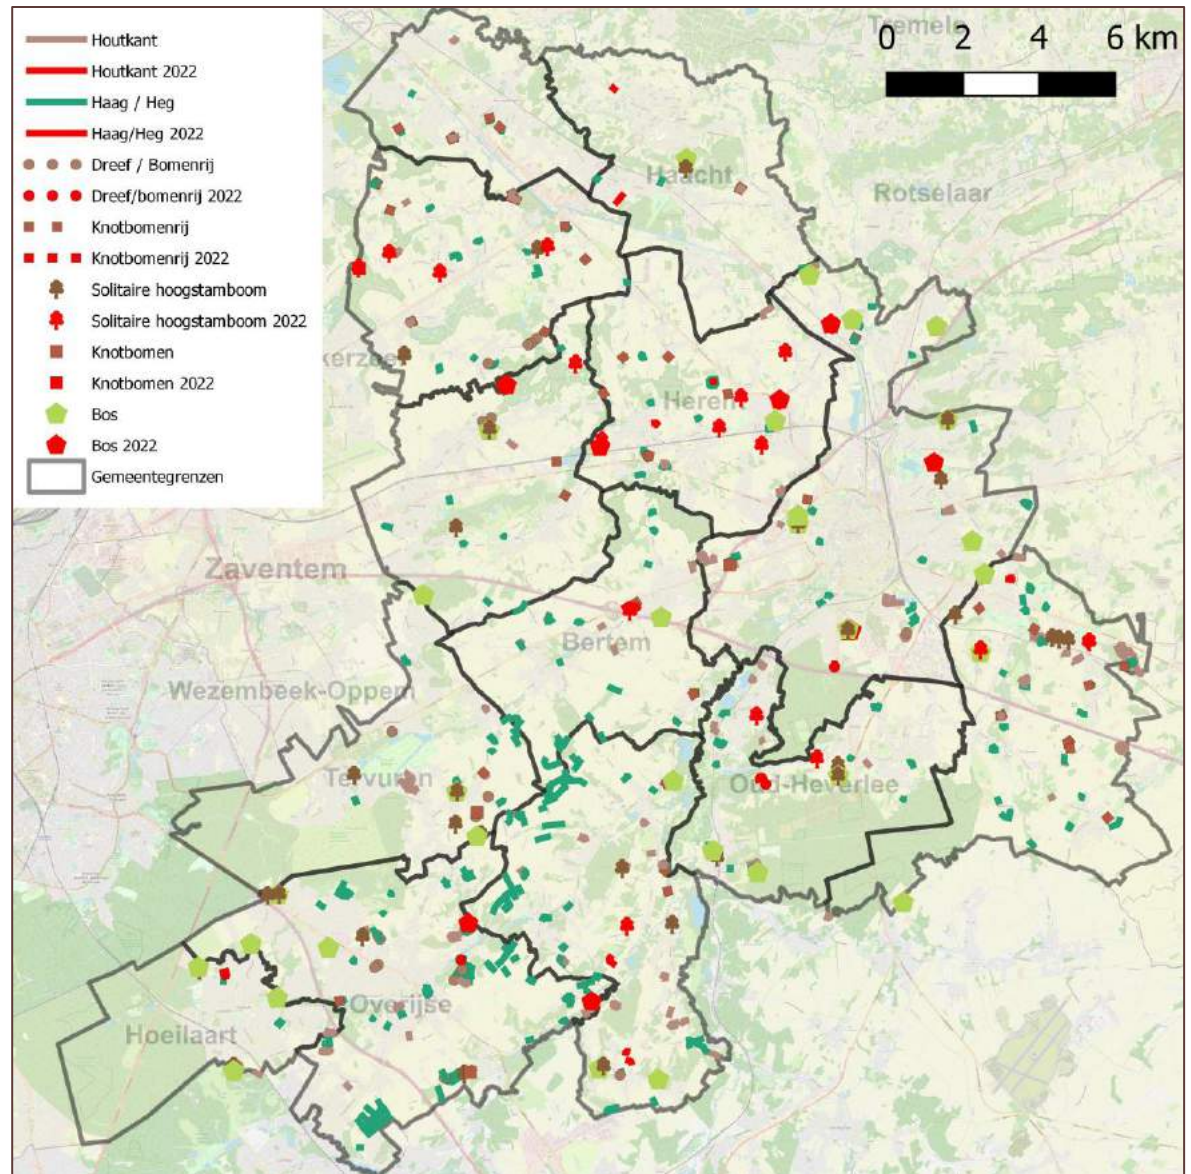 Houtkant
Houtkant 2022
Haag / Heg
Haag/Heg 2022
Dreef / Bomenrij
Dreef/bomenrij 2022
Knotbomenrij
Knotbomenrij 2022
Solitaire hoogstamboom
Solitaire hoogstamboom 2022
Knotbomen
Knotbomen 2022
Bos
Bos 2022
Gemeentegrenzen
Tremelo
0 2 4 6 km
Haacht
Rotselaar
Herent
Zaventem
Bertem
Wezembeek-Oppem
Tervuren
Oud-Heverlee
Overijse
Hoeilaart